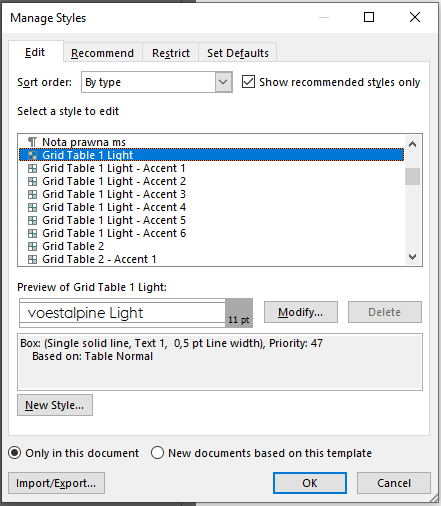 Manage Styles
Edit Recommend Restrict Set Defaults
Sort order: By type Show recommended styles only
Select a style to edit
Nota prawna ms
Grid Table 1 Light
Grid Table 1 Light - Accent 1
Grid Table 1 Light - Accent 2
Grid Table 1 Light - Accent 3
Grid Table 1 Light - Accent 4
Grid Table 1 Light - Accent 5
Grid Table 1 Light - Accent 6
Grid Table 2
Grid Table 2 - Accent 1
Preview of Grid Table 1 Light:
voestalpine Light 11 pt Modify... Delete
Box: (Single solid line, Text 1,  0,5 pt Line width), Priority: 47
Based on: Table Normal
New Style...
Only in this document New documents based on this template
Import/Export... OK Cancel